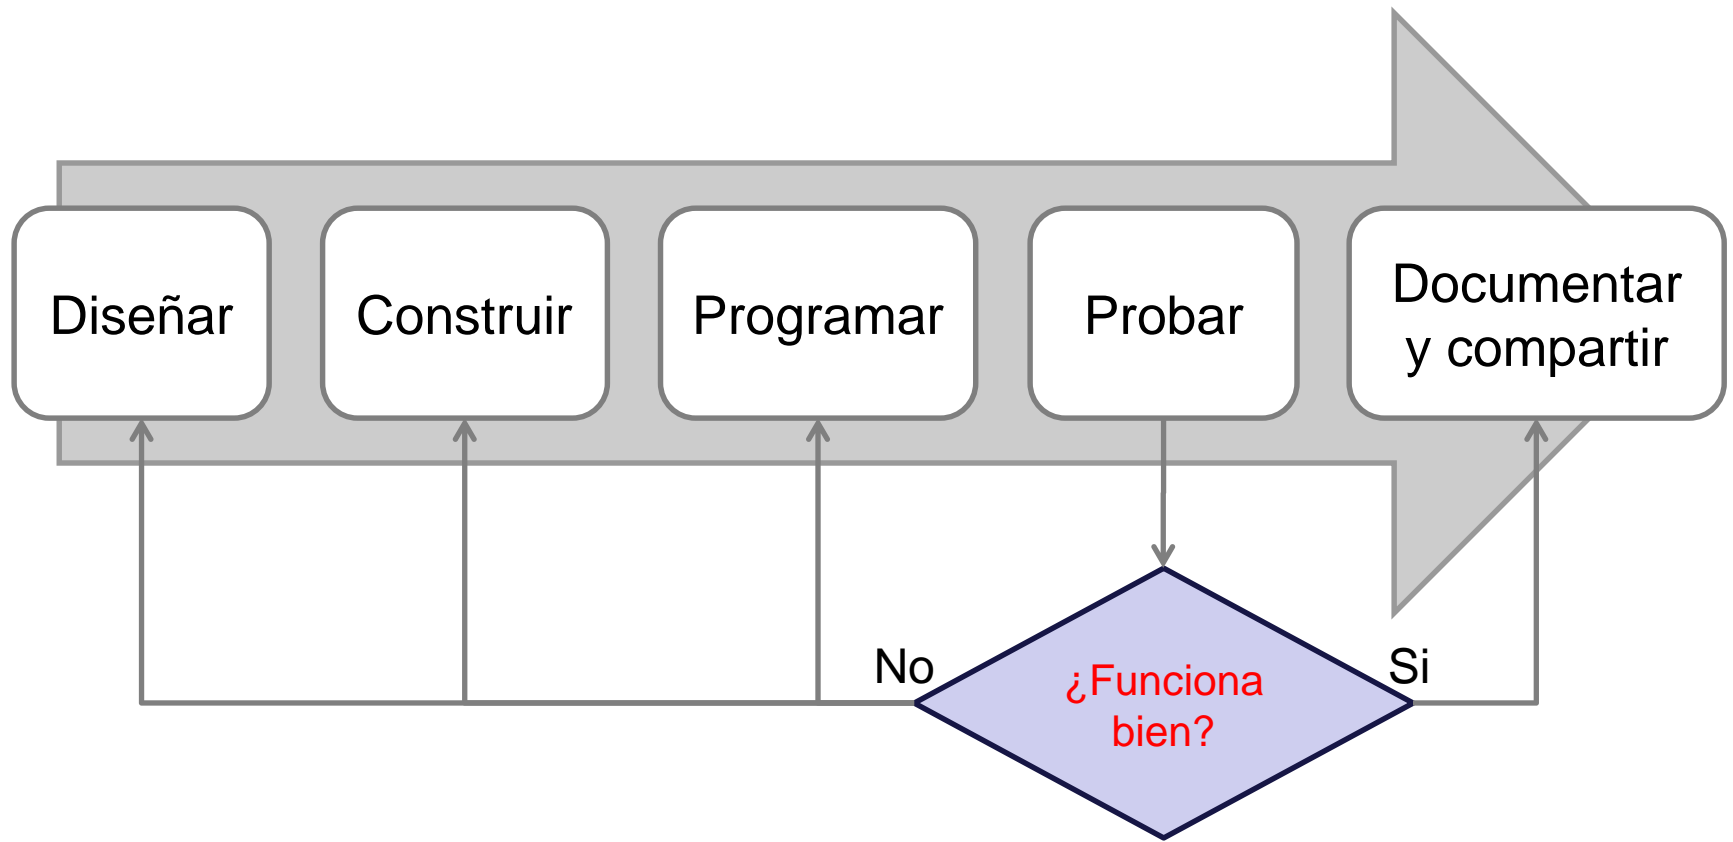 Diseñar
Construir
Programar
Probar
Documentar
y compartir
No
¿Funciona
bien?
Si